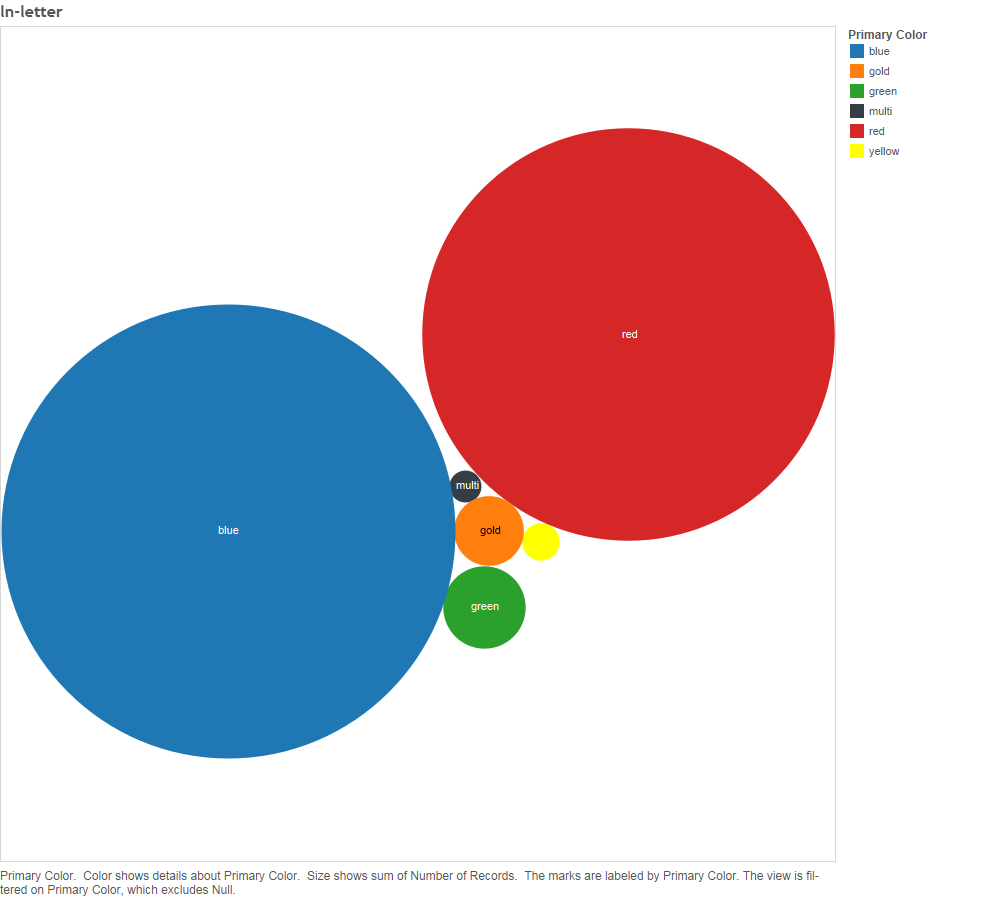 In-letter
Primary Color
blue
gold
green
multi
red
yellow
red
multi
blue
gold
green
Primary Color.  Color shows details about Primary Color.  Size shows sum of Number of Records.  The marks are labeled by Primary Color. The view is fil-
tered on Primary Color, which excludes Null.